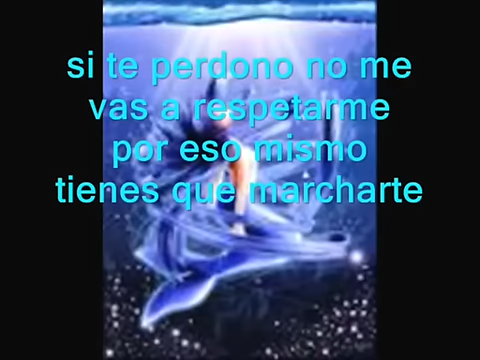 si te perdono no me
vas a respetarme
por eso mismo
tienes que marcharte